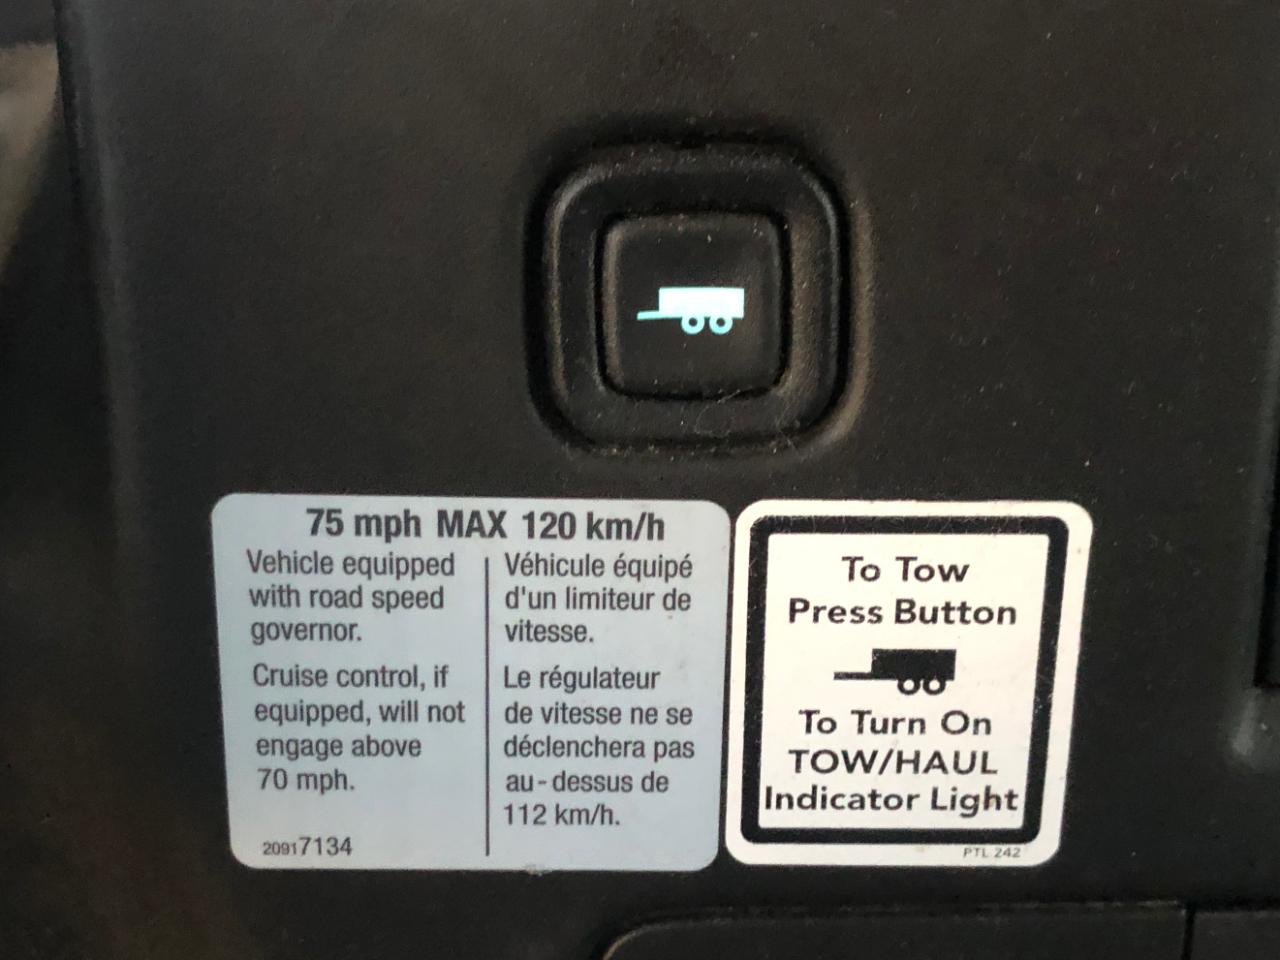 75 mph MAX 120 km/h
Vehicle equipped
with road speed
governor.
Cruise control, if
equipped, will not
engage above
70 mph.
20917134
Véhicule équipé
d'un limiteur de
vitesse.
Le régulateur
de vitesse ne se
déclenchera pas
au-dessus de
112 km/h.
To Tow
Press Button
To Turn On
TOW/HAUL
Indicator Light
PTL 242